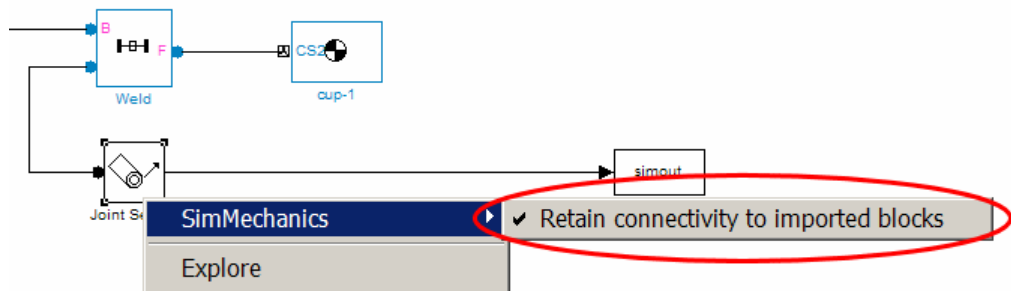 B
F
CS2
Weld
cup-1
simout
Joint Se
SimMechanics
✔ Retain connectivity to imported blocks
Explore